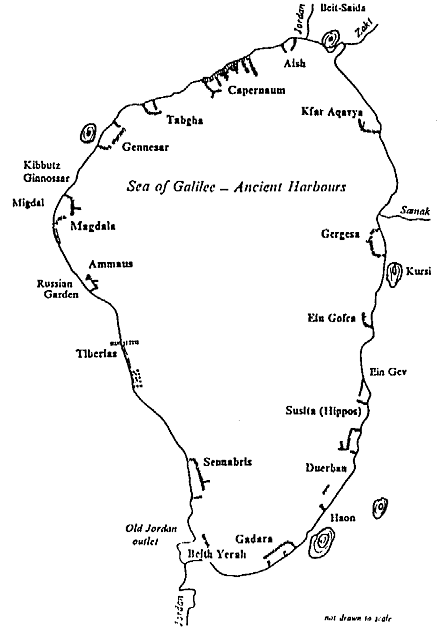 Jordan
Beit-Saida
Zaki
Aish
Capernaum
Tabgha
Kfar Aqavya
Gennesar
Kibbutz
Ginnossar
Sea of Galilee – Ancient Harbours
Migdal
Samak
Magdala
Gergesa
Ammaus
Kursi
Russian
Garden
Ein Gofra
Tiberias
Ein Gev
Susita (Hippos)
Sennabris
Duerban
Haon
Old Jordan
outlet
Gadara
Beith Yerah
Jordan
not drawn to scale